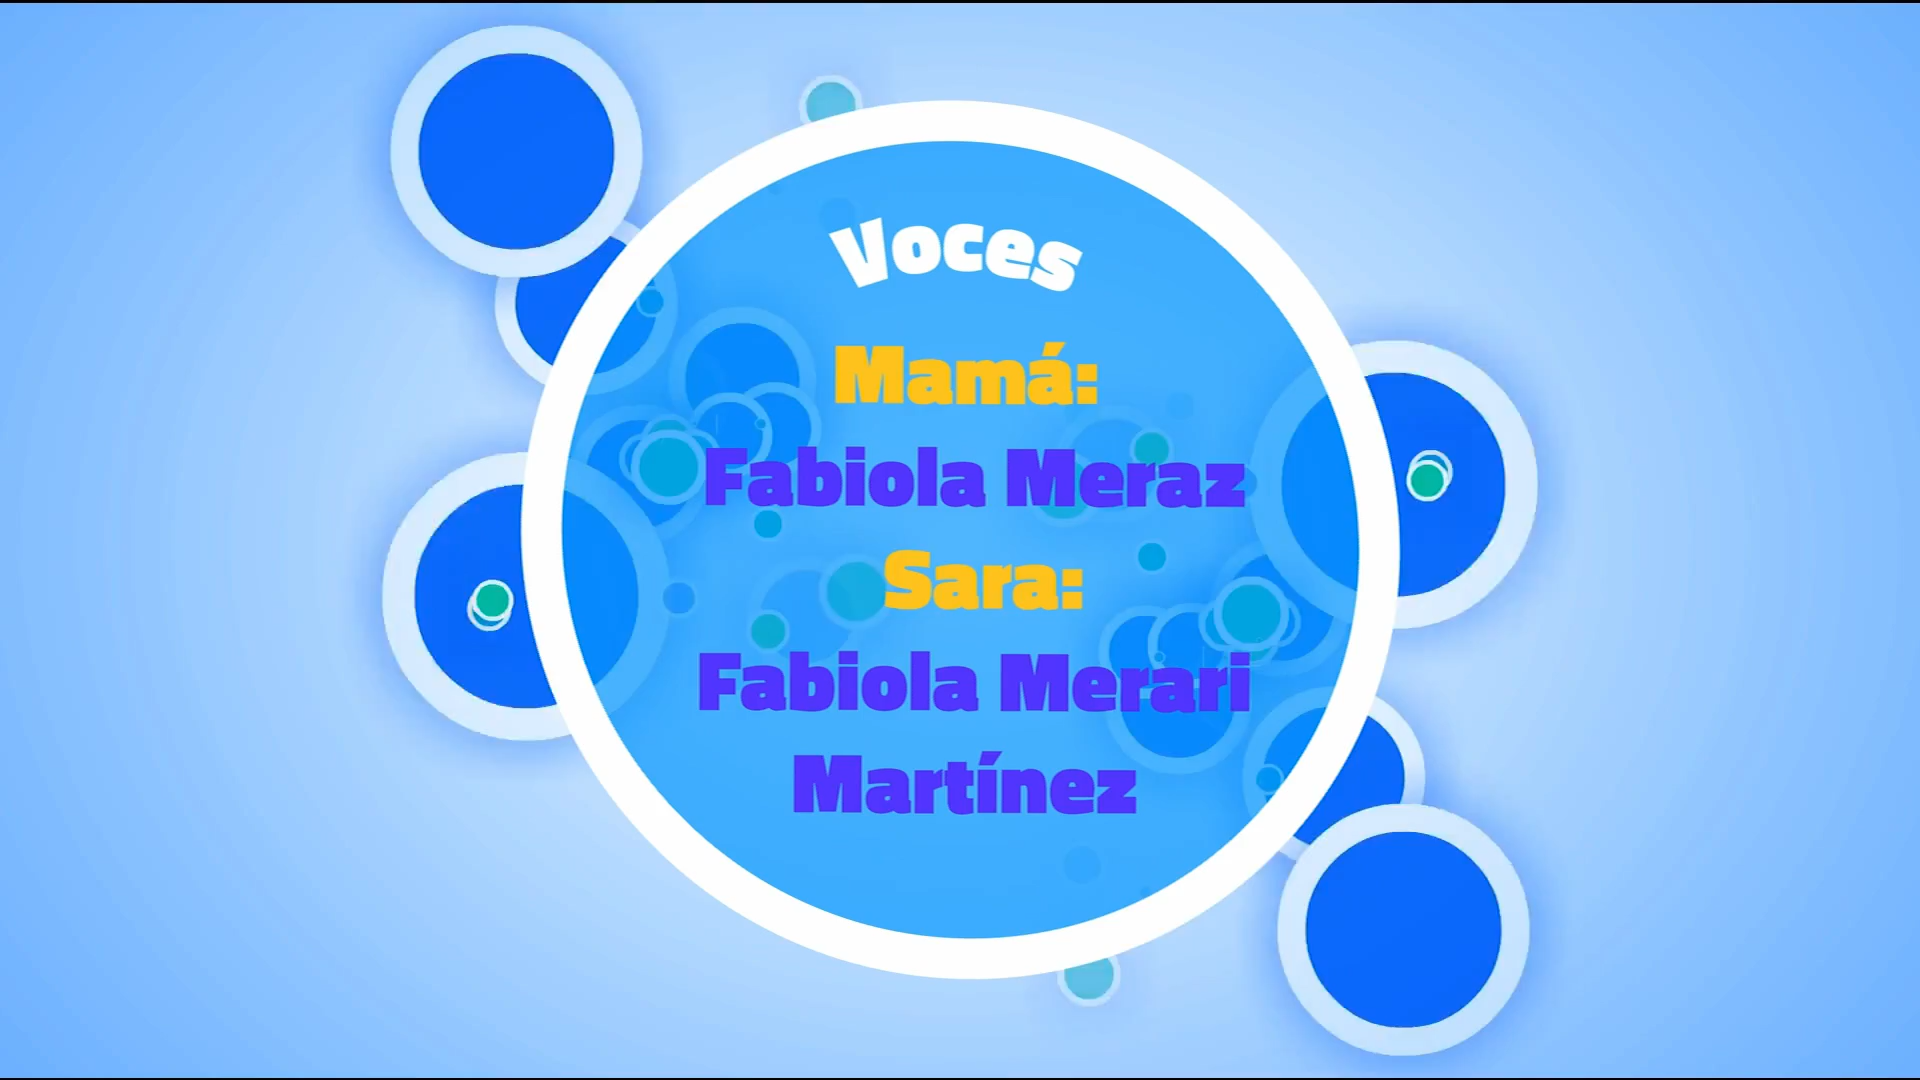 Voces
Mamá:
Fabiola Meraz
Sara:
Fabiola Merari
Martínez